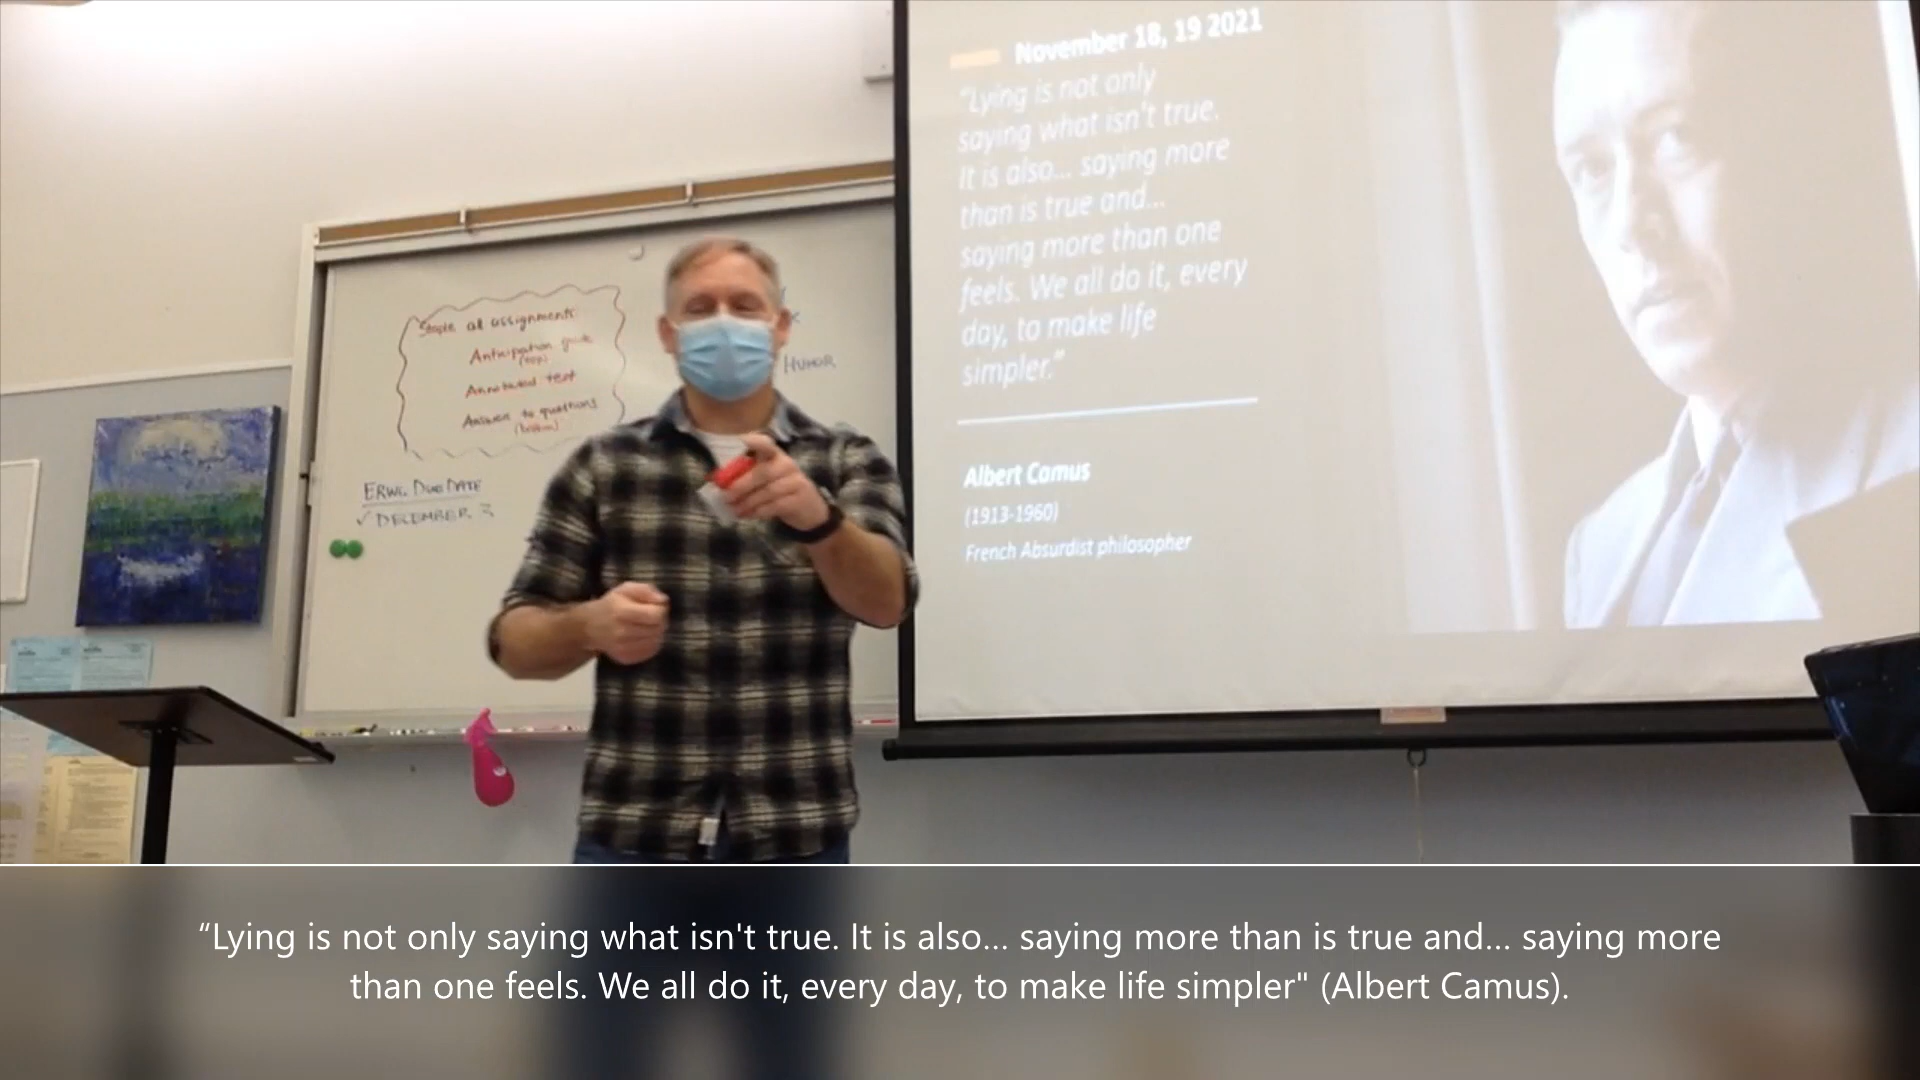 November 18, 19 2021
"Lying is not only
saying what isn't true.
It is also... saying more
than is true and...
saying more than one
feels. We all do it, every
day, to make life
simpler."
Albert Camus
(1913-1960)
French Absurdist philosopher
Staple all assignments:
Anticipation guide
(top)
Annotated text
Answer to questions
(bottom)
HUMOR
ERWC DUE DATE
✓ DECEMBER
“Lying is not only saying what isn't true. It is also... saying more than is true and... saying more
than one feels. We all do it, every day, to make life simpler" (Albert Camus).